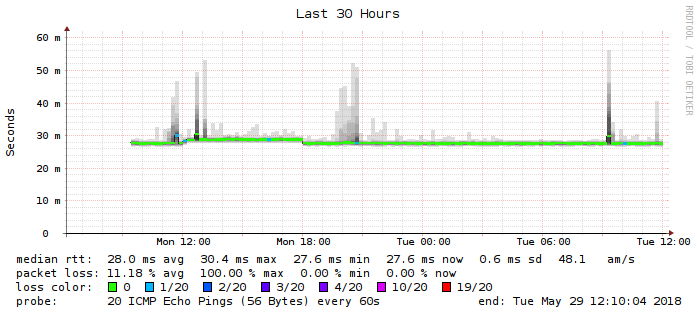 Last 30 Hours
RRDTOOL / TOBI OETIKER
Seconds
60 m
50 m
40 m
30 m
20 m
10 m
0
Mon 12:00 Mon 18:00 Tue 00:00 Tue 06:00 Tue 12:00
median rtt: 28.0 ms avg 30.4 ms max 27.6 ms min 27.6 ms now 0.6 ms sd 48.1 am/s
packet loss: 11.18 % avg 100.00 % max 0.00 % min 0.00 % now
loss color: 0 1/20 2/20 3/20 4/20 10/20 19/20
probe: 20 ICMP Echo Pings (56 Bytes) every 60s end: Tue May 29 12:10:04 2018